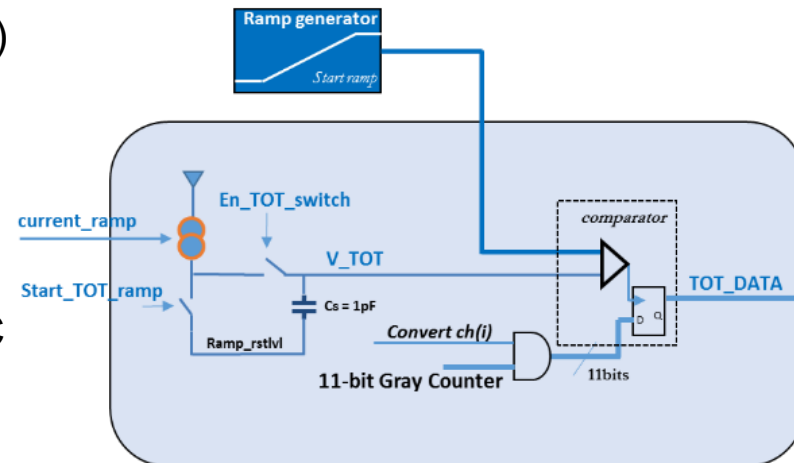 )
Ramp generator
Start ramp
En_TOT_switch
comparator
current_ramp
V_TOT
Start_TOT_ramp
TOT_DATA
Cs = 1pF
D Q
C
Ramp_rstlvl
Convert ch(i)
11-bit Gray Counter
11bits